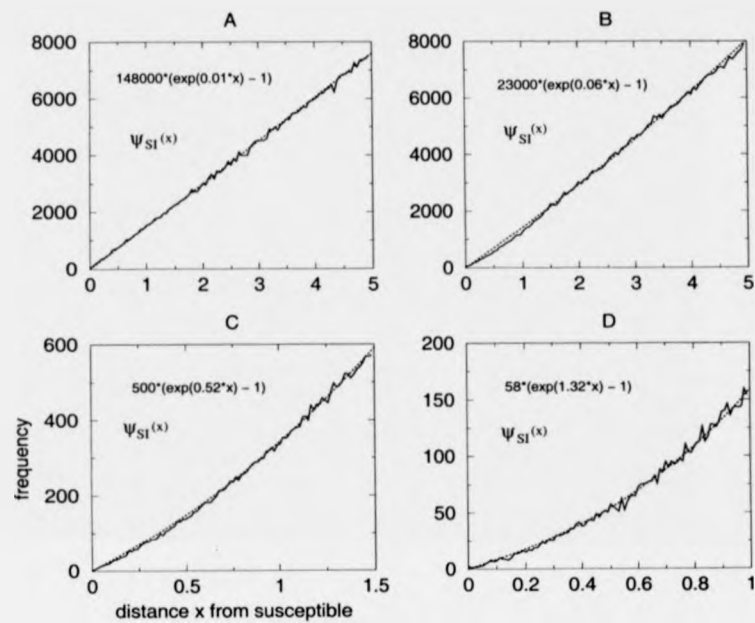 A
8000
6000
4000
2000
0
148000*(exp(0.01*x) − 1)
ΨSI(x)
0 1 2 3 4 5
B
8000
6000
4000
2000
0
23000*(exp(0.06*x) − 1)
ΨSI(x)
0 1 2 3 4 5
C
600
400
200
0
frequency
500*(exp(0.52*x) − 1)
ΨSI(x)
0 0.5 1 1.5
distance x from susceptible
D
200
150
100
50
0
58*(exp(1.32*x) − 1)
ΨSI(x)
0 0.2 0.4 0.6 0.8 1